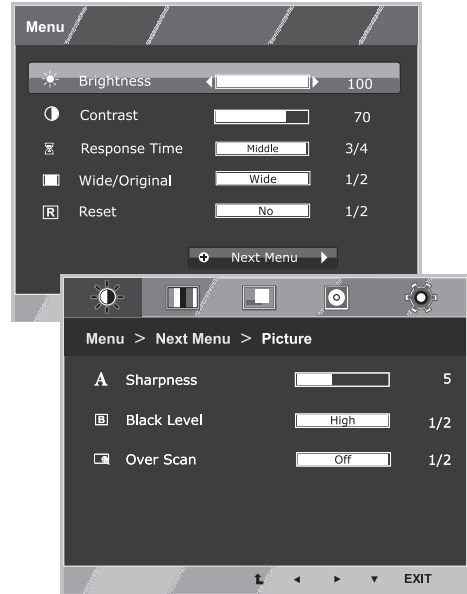 Menu
Brightness 100
Contrast 70
Response Time Middle 3/4
Wide/Original Wide 1/2
R Reset No 1/2
Next Menu
Menu > Next Menu > Picture
A Sharpness 5
B Black Level High 1/2
Over Scan Off 1/2
EXIT